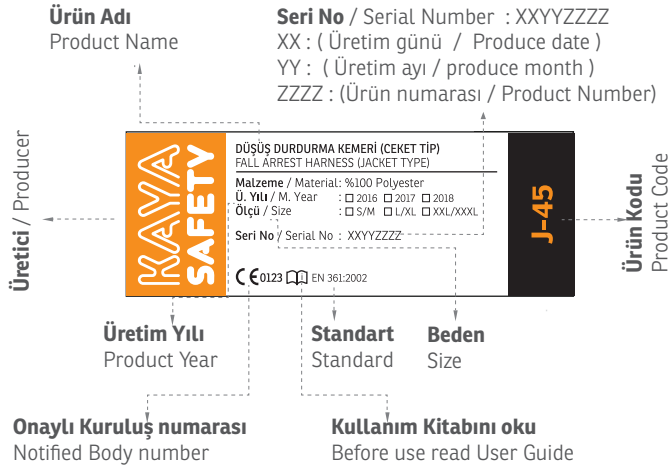 Ürün Adı
Product Name
Seri No / Serial Number : XXYYZZZZ
XX : ( Üretim günü / Produce date )
YY : ( Üretim ayı / produce month )
ZZZZ : (Ürün numarası / Product Number)
Üretici / Producer
KAYA
SAFETY
DÜŞÜŞ DURDURMA KEMERİ (CEKET TİP)
FALL ARREST HARNESS (JACKET TYPE)
Malzeme / Material: %100 Polyester
Ü. Yılı / M. Year : □ 2016 □ 2017 □ 2018
Ölçü / Size : □ S/M □ L/XL □ XXL/XXXL
Seri No / Serial No : XXYYZZZZ
CE 0123 EN 361:2002
J-45
Ürün Kodu
Product Code
Üretim Yılı
Product Year
Standart
Standard
Beden
Size
Onaylı Kuruluş numarası
Notified Body number
Kullanım Kitabını oku
Before use read User Guide